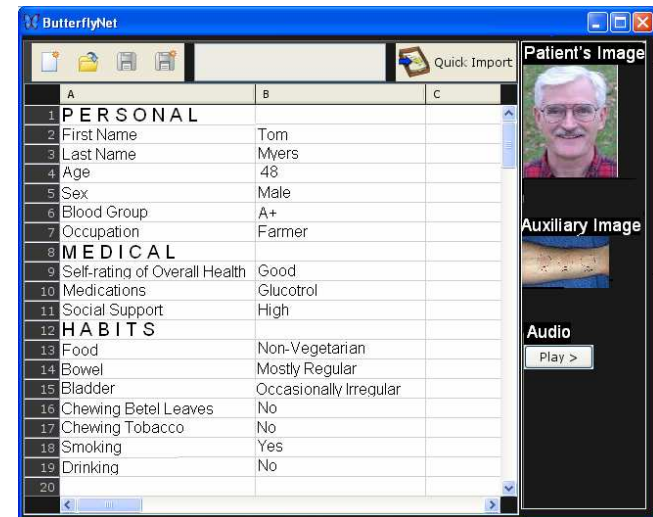 ButterflyNet
Quick Import
A B C
1 PERSONAL
2 First Name Tom
3 Last Name Myers
4 Age 48
5 Sex Male
6 Blood Group A+
7 Occupation Farmer
8 MEDICAL
9 Self-rating of Overall Health Good
10 Medications Glucotrol
11 Social Support High
12 HABITS
13 Food Non-Vegetarian
14 Bowel Mostly Regular
15 Bladder Occasionally Irregular
16 Chewing Betel Leaves No
17 Chewing Tobacco No
18 Smoking Yes
19 Drinking No
20
Patient's Image
Auxiliary Image
Audio
Play >